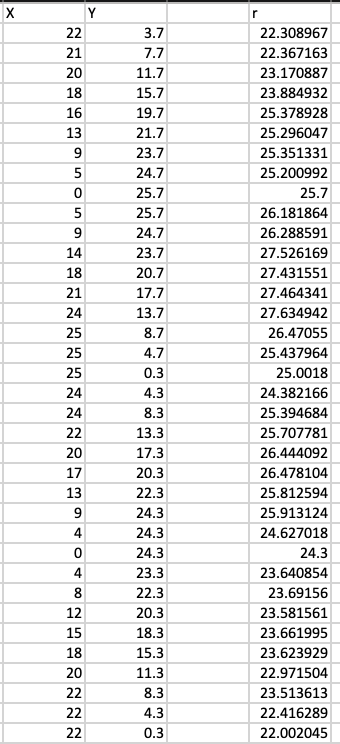 X Y r
22 3.7 22.308967
21 7.7 22.367163
20 11.7 23.170887
18 15.7 23.884932
16 19.7 25.378928
13 21.7 25.296047
9 23.7 25.351331
5 24.7 25.200992
0 25.7 25.7
5 25.7 26.181864
9 24.7 26.288591
14 23.7 27.526169
18 20.7 27.431551
21 17.7 27.464341
24 13.7 27.634942
25 8.7 26.47055
25 4.7 25.437964
25 0.3 25.0018
24 4.3 24.382166
24 8.3 25.394684
22 13.3 25.707781
20 17.3 26.444092
17 20.3 26.478104
13 22.3 25.812594
9 24.3 25.913124
4 24.3 24.627018
0 24.3 24.3
4 23.3 23.640854
8 22.3 23.69156
12 20.3 23.581561
15 18.3 23.661995
18 15.3 23.623929
20 11.3 22.971504
22 8.3 23.513613
22 4.3 22.416289
22 0.3 22.002045